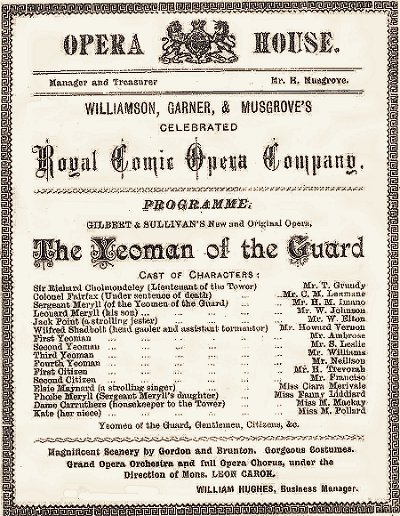 OPERA HOUSE.
Manager and Treasurer Mr. H. Musgrove.
WILLIAMSON, GARNER, & MUSGROVE'S
CELEBRATED
Royal Comic Opera Company.
PROGRAMME:
GILBERT & SULLIVAN'S New and Original Opera,
The Yeoman of the Guard
CAST OF CHARACTERS:
Sir Richard Cholmondeley (Lieutenant of the Tower) Mr. T. Grundy
Colonel Fairfax (Under sentence of death) .. ..Mr. C. M. Leumane
Sergeant Meryll (of the Yeomen of the Guard) .. Mr. H. M. Imano
Leonard Meryll (his son) .. .. .. .. Mr. W. Johnson
Jack Point (a strolling jester) .. .. .. Mr. W. Elton
Wilfred Shadbolt (head gaoler and assistant tormentor) Mr. Howard Vernon
First Yeoman .. .. .. .. .. .. Mr. Ambrose
Second Yeoman .. .. .. .. .. .. Mr. S. Leslie
Third Yeoman .. .. .. .. .. .. Mr. Williams
Fourth Yeoman .. .. .. .. .. .. Mr. Neillson
First Citizen .. .. .. .. .. .. Mr. H. Trevorah
Second Citizen .. .. .. .. .. .. Mr. Francisc
Elsie Maynard (a strolling singer) .. .. Miss Clara Merivale
Phœbe Meryll (Sergeant Meryll's daughter) .. Miss Fanny Liddiard
Dame Carruthers (housekeeper to the Tower) .. Miss M. Mackay
Kate (her niece) .. .. .. .. .. Miss M. Pollard
Yeomen of the Guard, Gentlemen, Citizens, &c.
Magnificent Scenery by Gordon and Brunton. Gorgeous Costumes.
Grand Opera Orchestra and full Opera Chorus, under the
Direction of Mons. LEON CARON.
WILLIAM HUGHES, Business Manager.